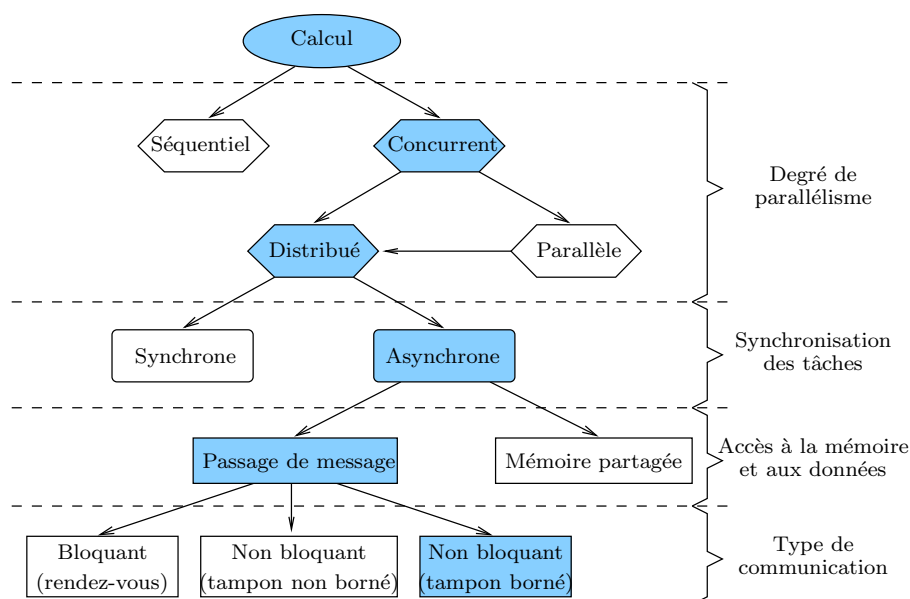 Calcul
Séquentiel
Concurrent
Degré de
parallélisme
Distribué
Parallèle
Synchrone
Asynchrone
Synchronisation
des tâches
Passage de message
Mémoire partagée
Accès à la mémoire
et aux données
Bloquant
(rendez-vous)
Non bloquant
(tampon non borné)
Non bloquant
(tampon borné)
Type de
communication